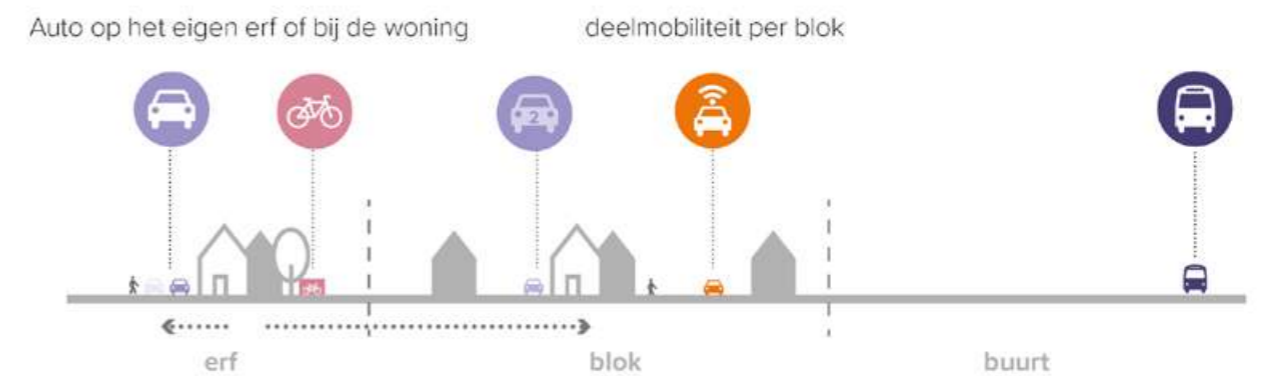 Auto op het eigen erf of bij de woning
deelmobiliteit per blok
2
erf
blok
buurt